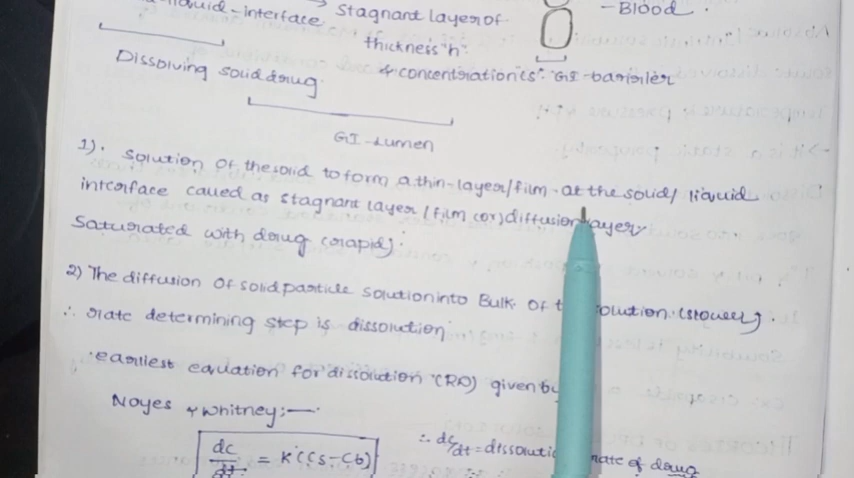 liquid-interface → Stagnant layer of
thickness "h"
& concentration cs.
- Blood.
GI-barrier
Dissolving solid drug
GI-Lumen
1). Solution of the solid to form a thin-layer/film-at the solid/liquid
interface caued as stagnant layer/film (or) diffusion layer
Saturated with drug (rapid).
2) The diffusion of solid particle solution into Bulk of solution (slower).
∴ rate determining step is dissolution
earliest equation for dissolution (RD) given by
Noyes & Whitney:—
dc/dt = K(Cs-Cb)
∴ dc/dt = dissolution rate of drug